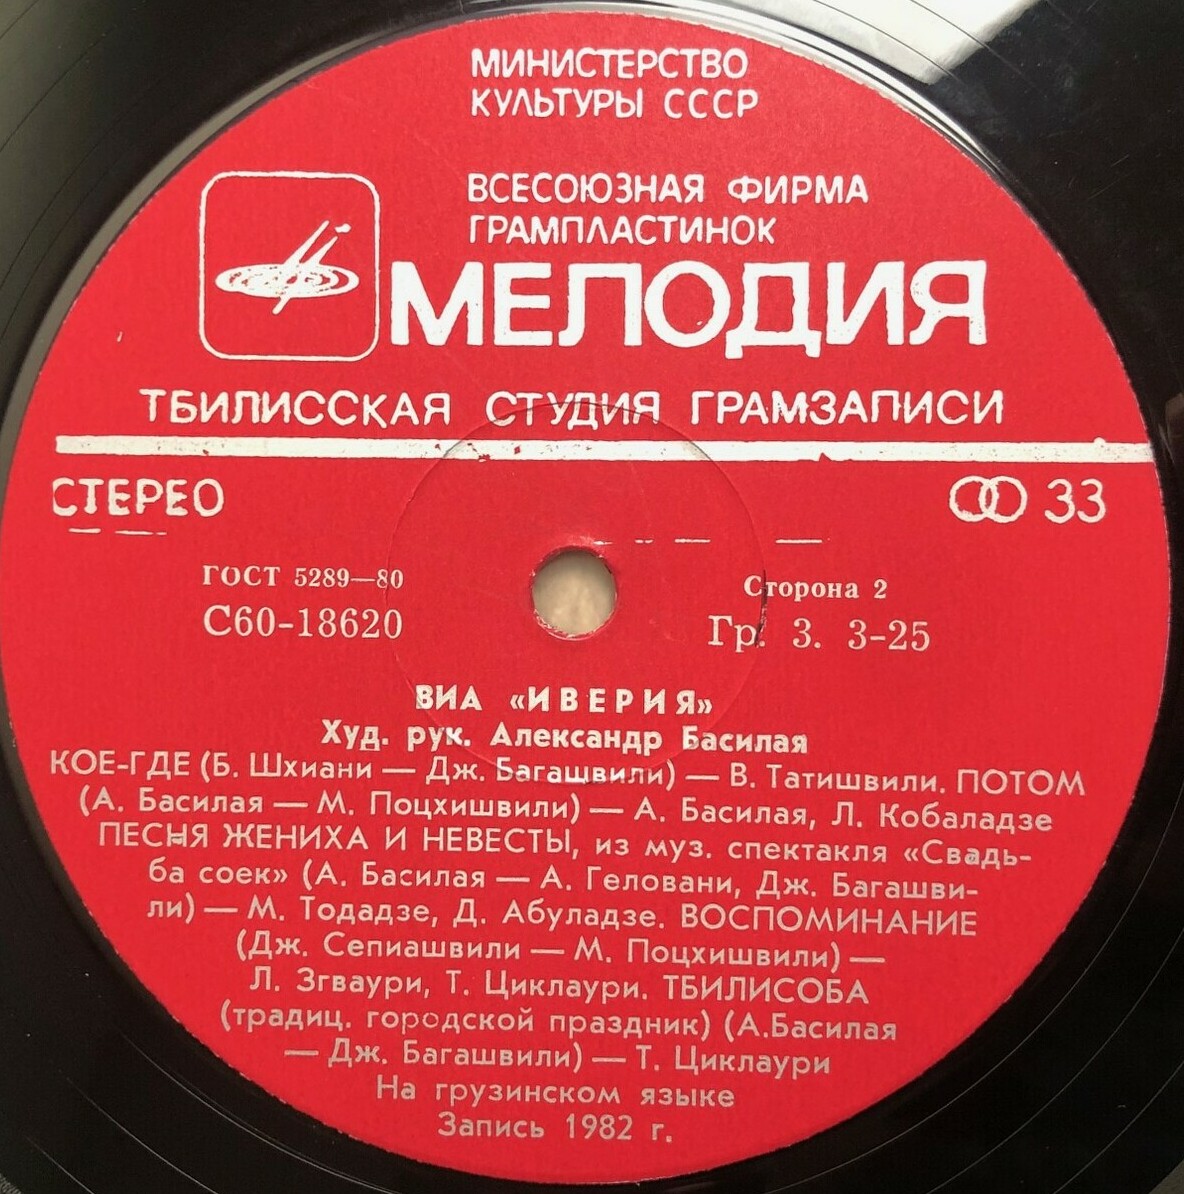 МИНИСТЕРСТВО
КУЛЬТУРЫ СССР
ВСЕСОЮЗНАЯ ФИРМА
ГРАМПЛАСТИНОК
МЕЛОДИЯ
ТБИЛИССКАЯ СТУДИЯ ГРАМЗАПИСИ
СТЕРЕО
33
ГОСТ 5289—80
С60-18620
Сторона 2
Гр. 3. 3-25
ВИА «ИВЕРИЯ»
Худ. рук. Александр Басилая
КОЕ-ГДЕ (Б. Шхиани — Дж. Багашвили) — В. Татишвили. ПОТОМ
(А. Басилая — М. Поцхишвили) — А. Басилая, Л. Кобаладзе
ПЕСНЯ ЖЕНИХА И НЕВЕСТЫ, из муз. спектакля «Свадь-
ба соек» (А. Басилая — А. Геловани, Дж. Багашви-
ли) — М. Тодадзе, Д. Абуладзе. ВОСПОМИНАНИЕ
(Дж. Сепиашвили — М. Поцхишвили) —
Л. Згваури, Т. Циклаури. ТБИЛИСОБА
(традиц. городской праздник) (А.Басилая
— Дж. Багашвили) — Т. Циклаури
На грузинском языке
Запись 1982 г.